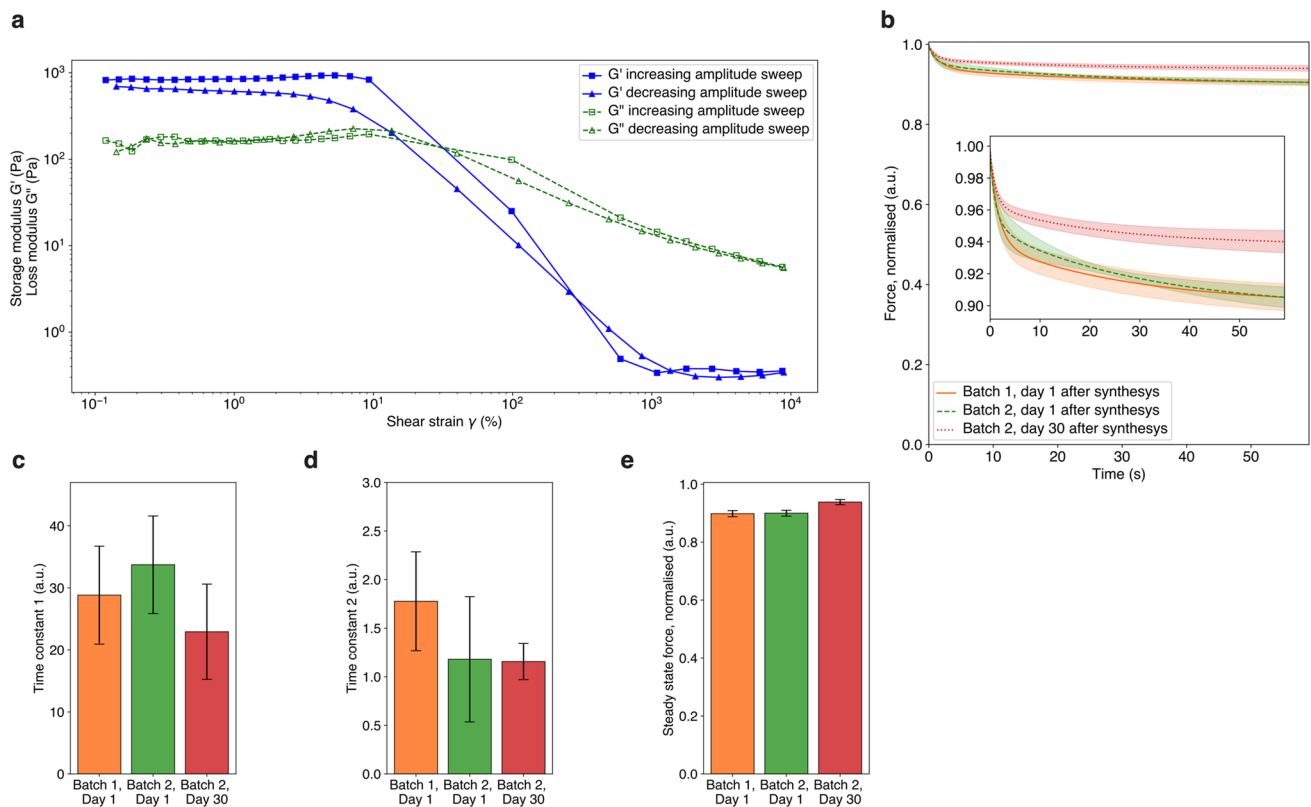 a
Storage modulus G' (Pa)
Loss modulus G'' (Pa)
10³
10²
10¹
10⁰
10⁻¹
10⁰
10¹
10²
10³
10⁴
Shear strain γ (%)
G' increasing amplitude sweep
G' decreasing amplitude sweep
G'' increasing amplitude sweep
G'' decreasing amplitude sweep
b
Force, normalised (a.u.)
1.0
0.8
0.6
0.4
0.2
0.0
0
10
20
30
40
50
Time (s)
1.00
0.98
0.96
0.94
0.92
0.90
0
10
20
30
40
50
Batch 1, day 1 after synthesys
Batch 2, day 1 after synthesys
Batch 2, day 30 after synthesys
c
Time constant 1 (a.u.)
40
30
20
10
0
Batch 1,
Day 1
Batch 2,
Day 1
Batch 2,
Day 30
d
Time constant 2 (a.u.)
3.0
2.5
2.0
1.5
1.0
0.5
0.0
Batch 1,
Day 1
Batch 2,
Day 1
Batch 2,
Day 30
e
Steady state force, normalised (a.u.)
1.0
0.8
0.6
0.4
0.2
0.0
Batch 1,
Day 1
Batch 2,
Day 1
Batch 2,
Day 30